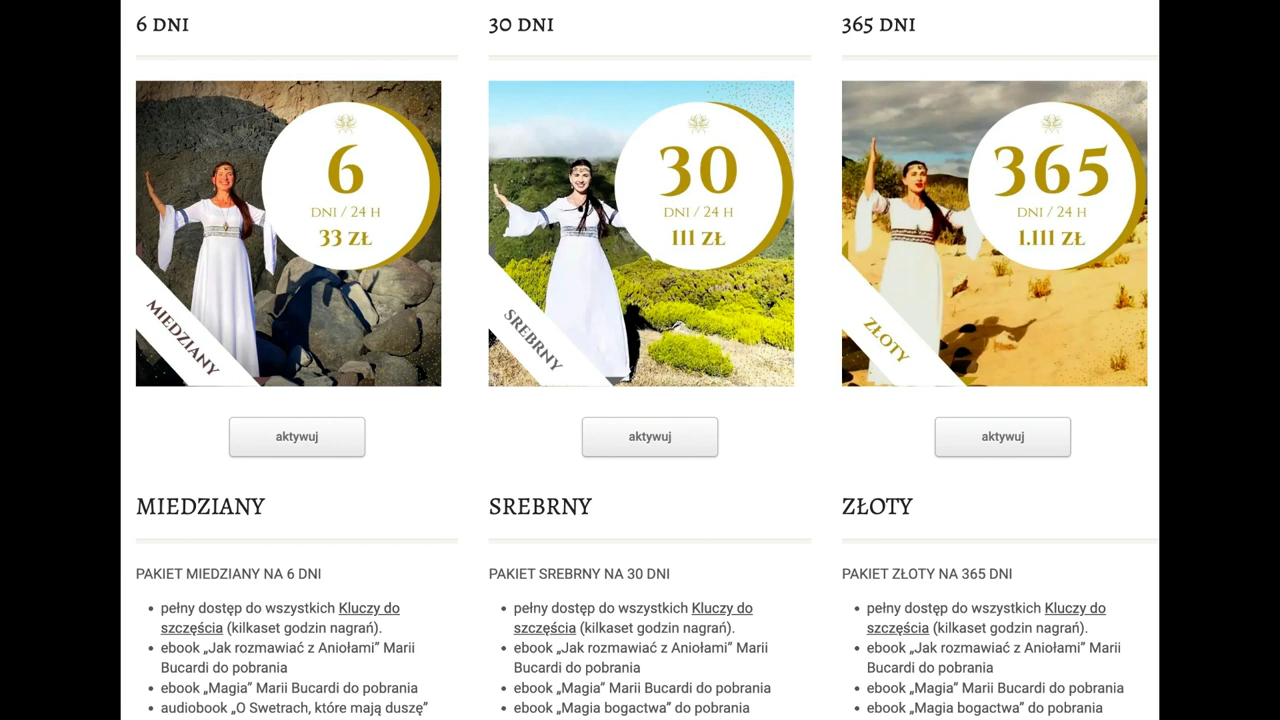 6 DNI
30 DNI
365 DNI
6
DNI / 24 H
33 ZŁ
MIEDZIANY
30
DNI / 24 H
111 ZŁ
SREBRNY
365
DNI / 24 H
1.111 ZŁ
ZŁOTY
aktywuj
aktywuj
aktywuj
MIEDZIANY
PAKIET MIEDZIANY NA 6 DNI
• pełny dostęp do wszystkich Kluczy do
szczęścia (kilkaset godzin nagrań).
• ebook „Jak rozmawiać z Aniołami” Marii
Bucardi do pobrania
• ebook „Magia” Marii Bucardi do pobrania
• audiobook „O Swetrach, które mają duszę”
SREBRNY
PAKIET SREBRNY NA 30 DNI
• pełny dostęp do wszystkich Kluczy do
szczęścia (kilkaset godzin nagrań).
• ebook „Jak rozmawiać z Aniołami” Marii
Bucardi do pobrania
• ebook „Magia” Marii Bucardi do pobrania
• ebook „Magia bogactwa” do pobrania
ZŁOTY
PAKIET ZŁOTY NA 365 DNI
• pełny dostęp do wszystkich Kluczy do
szczęścia (kilkaset godzin nagrań).
• ebook „Jak rozmawiać z Aniołami” Marii
Bucardi do pobrania
• ebook „Magia” Marii Bucardi do pobrania
• ebook „Magia bogactwa” do pobrania